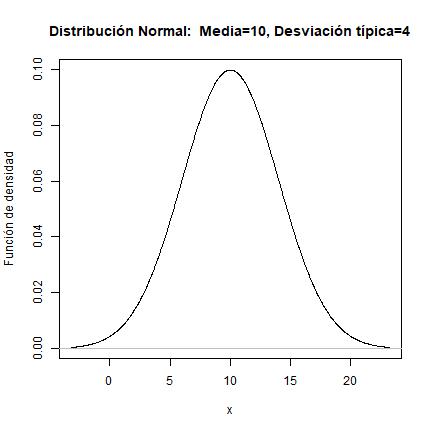 Distribución Normal:  Media=10, Desviación típica=4
Función de densidad
0.10
0.08
0.06
0.04
0.02
0.00
0 5 10 15 20
x